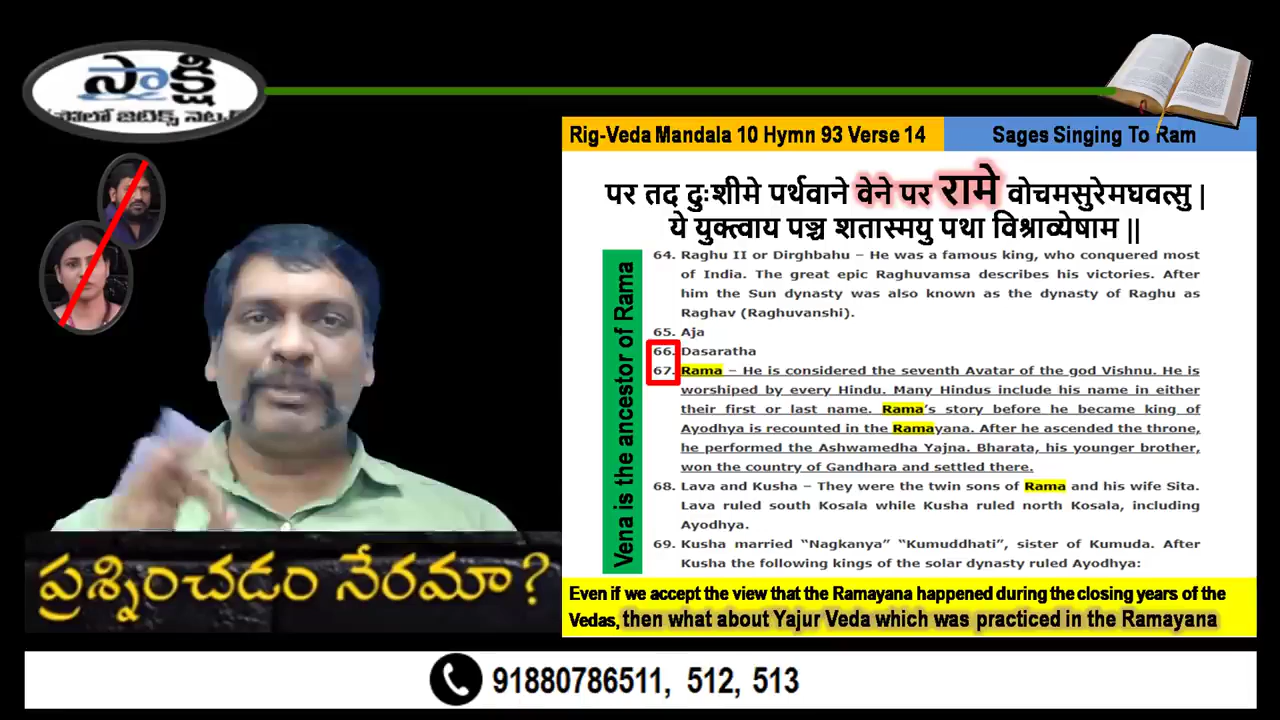 సాక్షి
అపోలోజెటిక్స్ నెట్వర్క్
Rig-Veda Mandala 10 Hymn 93 Verse 14
Sages Singing To Ram
पर तद दुःशीमे पर्थवाने वेने पर रामे वोचमसुरेमघवत्सु |
ये युक्त्वाय पञ्च शतास्मयु पथा विश्राव्येषाम ||
Vena is the ancestor of Rama
64. Raghu II or Dirghbahu – He was a famous king, who conquered most
of India. The great epic Raghuvamsa describes his victories. After
him the Sun dynasty was also known as the dynasty of Raghu as
Raghav (Raghuvanshi).
65. Aja
66. Dasaratha
67. Rama – He is considered the seventh Avatar of the god Vishnu. He is
worshiped by every Hindu. Many Hindus include his name in either
their first or last name. Rama's story before he became king of
Ayodhya is recounted in the Ramayana. After he ascended the throne,
he performed the Ashwamedha Yajna. Bharata, his younger brother,
won the country of Gandhara and settled there.
68. Lava and Kusha – They were the twin sons of Rama and his wife Sita.
Lava ruled south Kosala while Kusha ruled north Kosala, including
Ayodhya.
69. Kusha married “Nagkanya” “Kumuddhati”, sister of Kumuda. After
Kusha the following kings of the solar dynasty ruled Ayodhya:
ప్రశ్నించడం నేరమా?
Even if we accept the view that the Ramayana happened during the closing years of the
Vedas, then what about Yajur Veda which was practiced in the Ramayana
91880786511, 512, 513